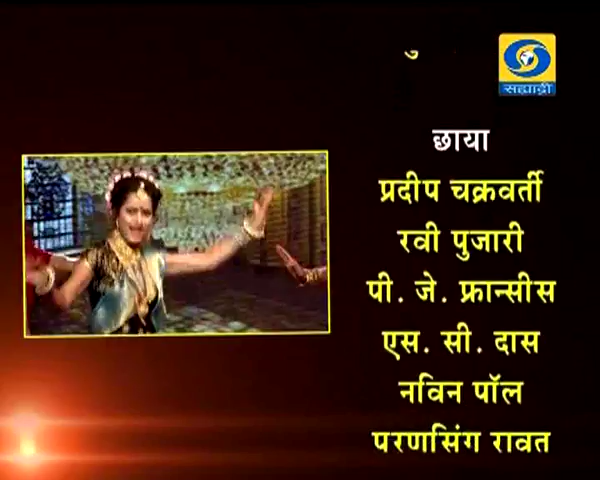 सह्याद्री
छाया
प्रदीप चक्रवर्ती
रवी पुजारी
पी. जे. फ्रान्सीस
एस. सी. दास
नविन पॉल
परणसिंग रावत